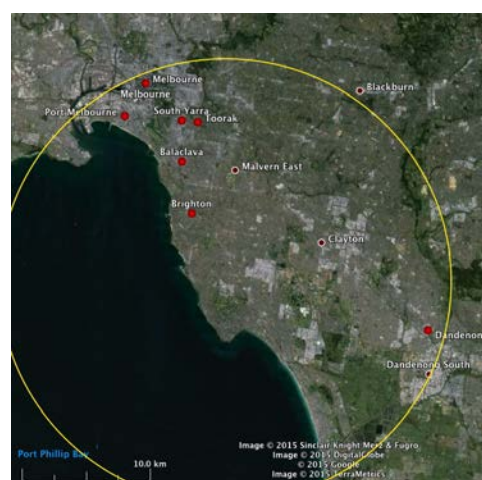 Melbourne
Blackburn
Melbourne
Port Melbourne
South Yarra
Toorak
Balaclava
Malvern East
Brighton
Clayton
Dandenon
Dandenong South
Image © 2015 Sinclair Knight Merz & Fugro
Port Phillip Bay
Image © 2015 DigitalGlobe
10.0 km
© 2015 Google
Image © 2015 TerraMetrics